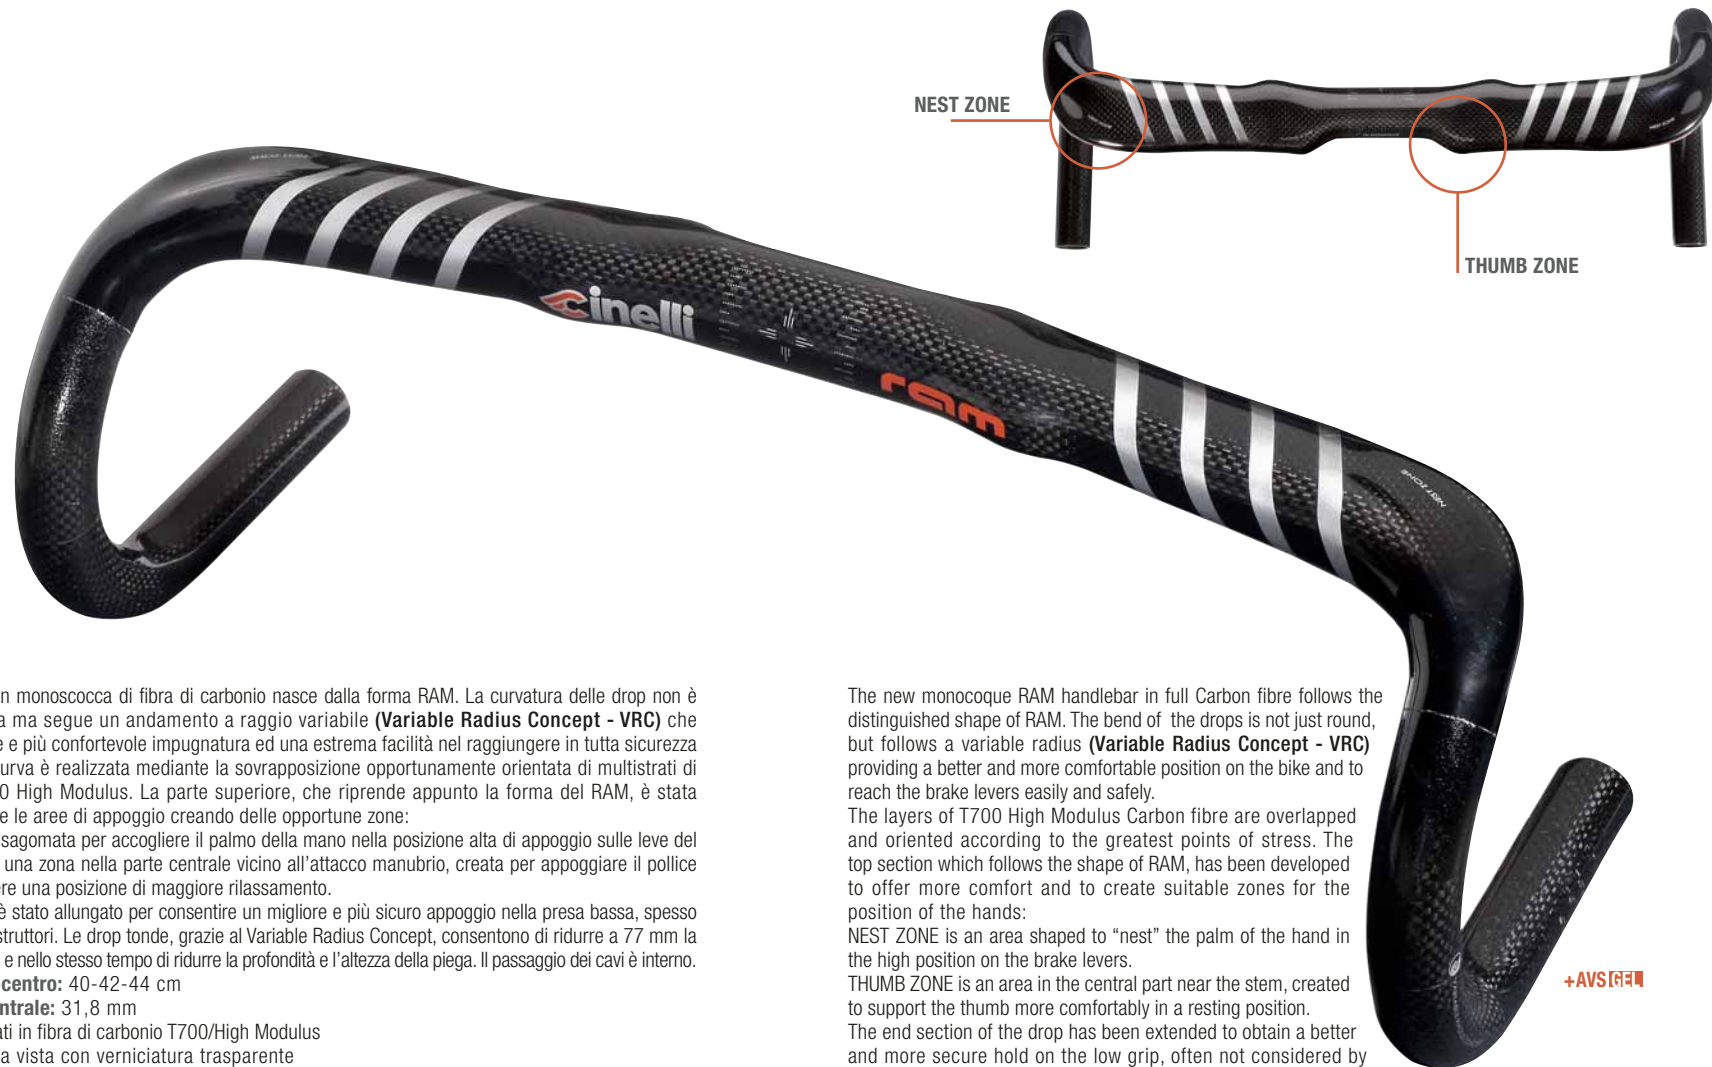 NEST ZONE
THUMB ZONE
cinelli
ram
NEST ZONE
in monoscocca di fibra di carbonio nasce dalla forma RAM. La curvatura delle drop non è
a ma segue un andamento a raggio variabile (Variable Radius Concept - VRC) che
e e più confortevole impugnatura ed una estrema facilità nel raggiungere in tutta sicurezza
urva è realizzata mediante la sovrapposizione opportunamente orientata di multistrati di
0 High Modulus. La parte superiore, che riprende appunto la forma del RAM, è stata
e le aree di appoggio creando delle opportune zone:
sagomata per accogliere il palmo della mano nella posizione alta di appoggio sulle leve del
una zona nella parte centrale vicino all'attacco manubrio, creata per appoggiare il pollice
ere una posizione di maggiore rilassamento.
è stato allungato per consentire un migliore e più sicuro appoggio nella presa bassa, spesso
struttori. Le drop tonde, grazie al Variable Radius Concept, consentono di ridurre a 77 mm la
e nello stesso tempo di ridurre la profondità e l'altezza della piega. Il passaggio dei cavi è interno.
centro: 40-42-44 cm
ntrale: 31,8 mm
ati in fibra di carbonio T700/High Modulus
a vista con verniciatura trasparente
The new monocoque RAM handlebar in full Carbon fibre follows the
distinguished shape of RAM. The bend of the drops is not just round,
but follows a variable radius (Variable Radius Concept - VRC)
providing a better and more comfortable position on the bike and to
reach the brake levers easily and safely.
The layers of T700 High Modulus Carbon fibre are overlapped
and oriented according to the greatest points of stress. The
top section which follows the shape of RAM, has been developed
to offer more comfort and to create suitable zones for the
position of the hands:
NEST ZONE is an area shaped to “nest” the palm of the hand in
the high position on the brake levers.
THUMB ZONE is an area in the central part near the stem, created
to support the thumb more comfortably in a resting position.
The end section of the drop has been extended to obtain a better
and more secure hold on the low grip, often not considered by
+AVS GEL